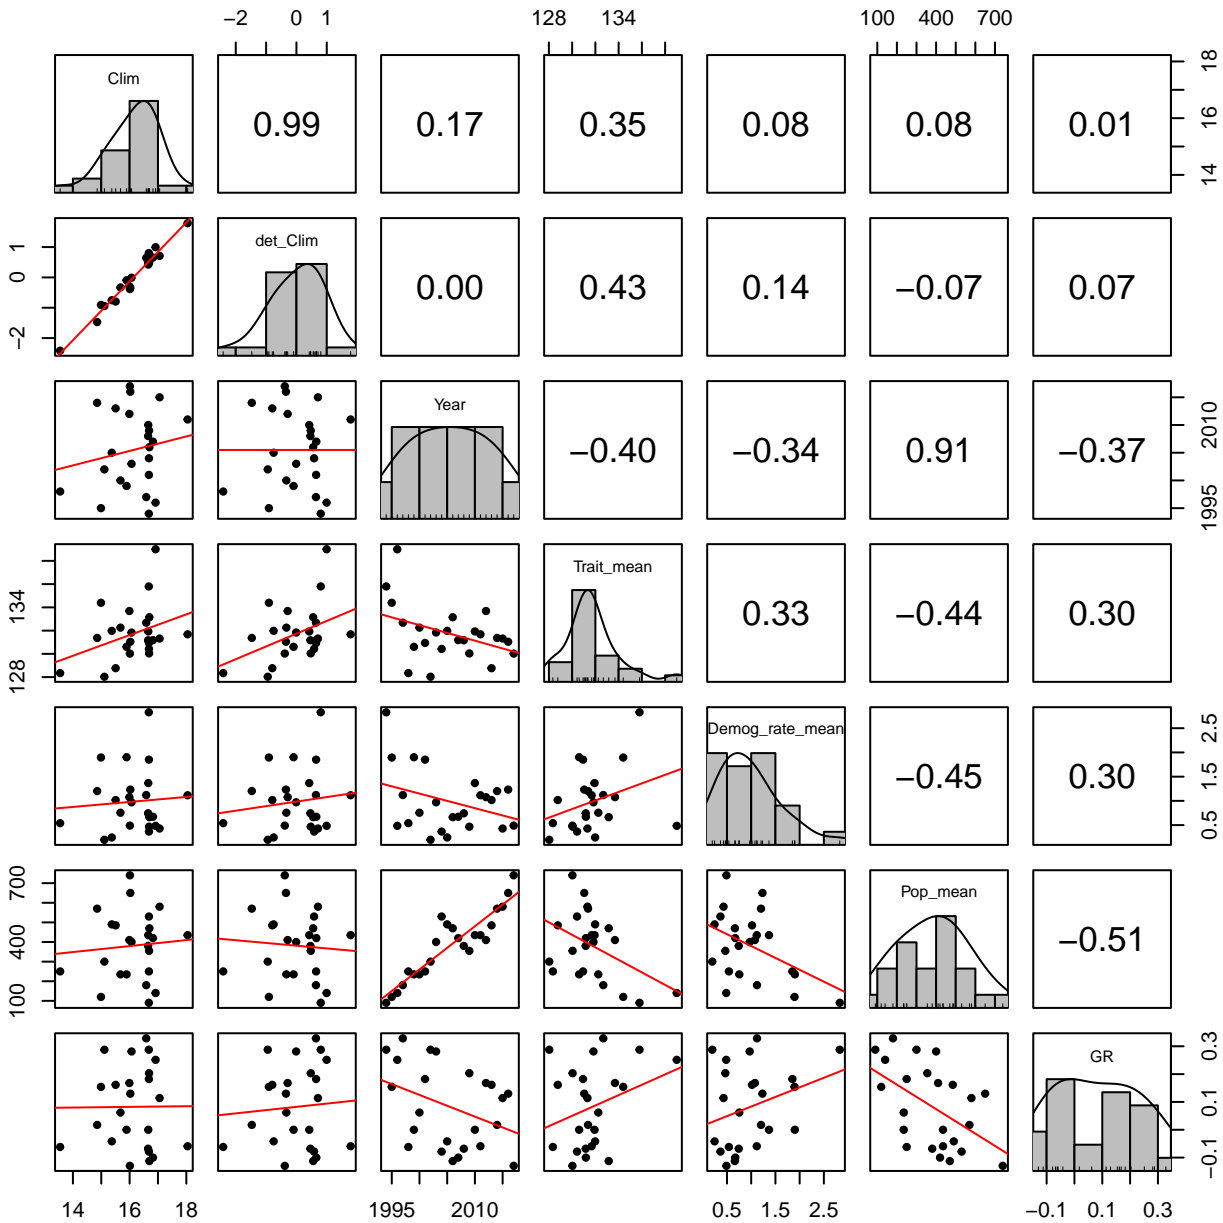 −2 0 1 128 134 100 400 700
Clim 0.99 0.17 0.35 0.08 0.08 0.01 14 16 18
−2 0 1 det_Clim 0.00 0.43 0.14 −0.07 0.07
Year −0.40 −0.34 0.91 −0.37 1995 2010
128 134 Trait_mean 0.33 −0.44 0.30
Demog_rate_mean −0.45 0.30 0.5 1.5 2.5
100 400 700 Pop_mean −0.51
GR −0.1 0.1 0.3
14 16 18 1995 2010 0.5 1.5 2.5 −0.1 0.1 0.3